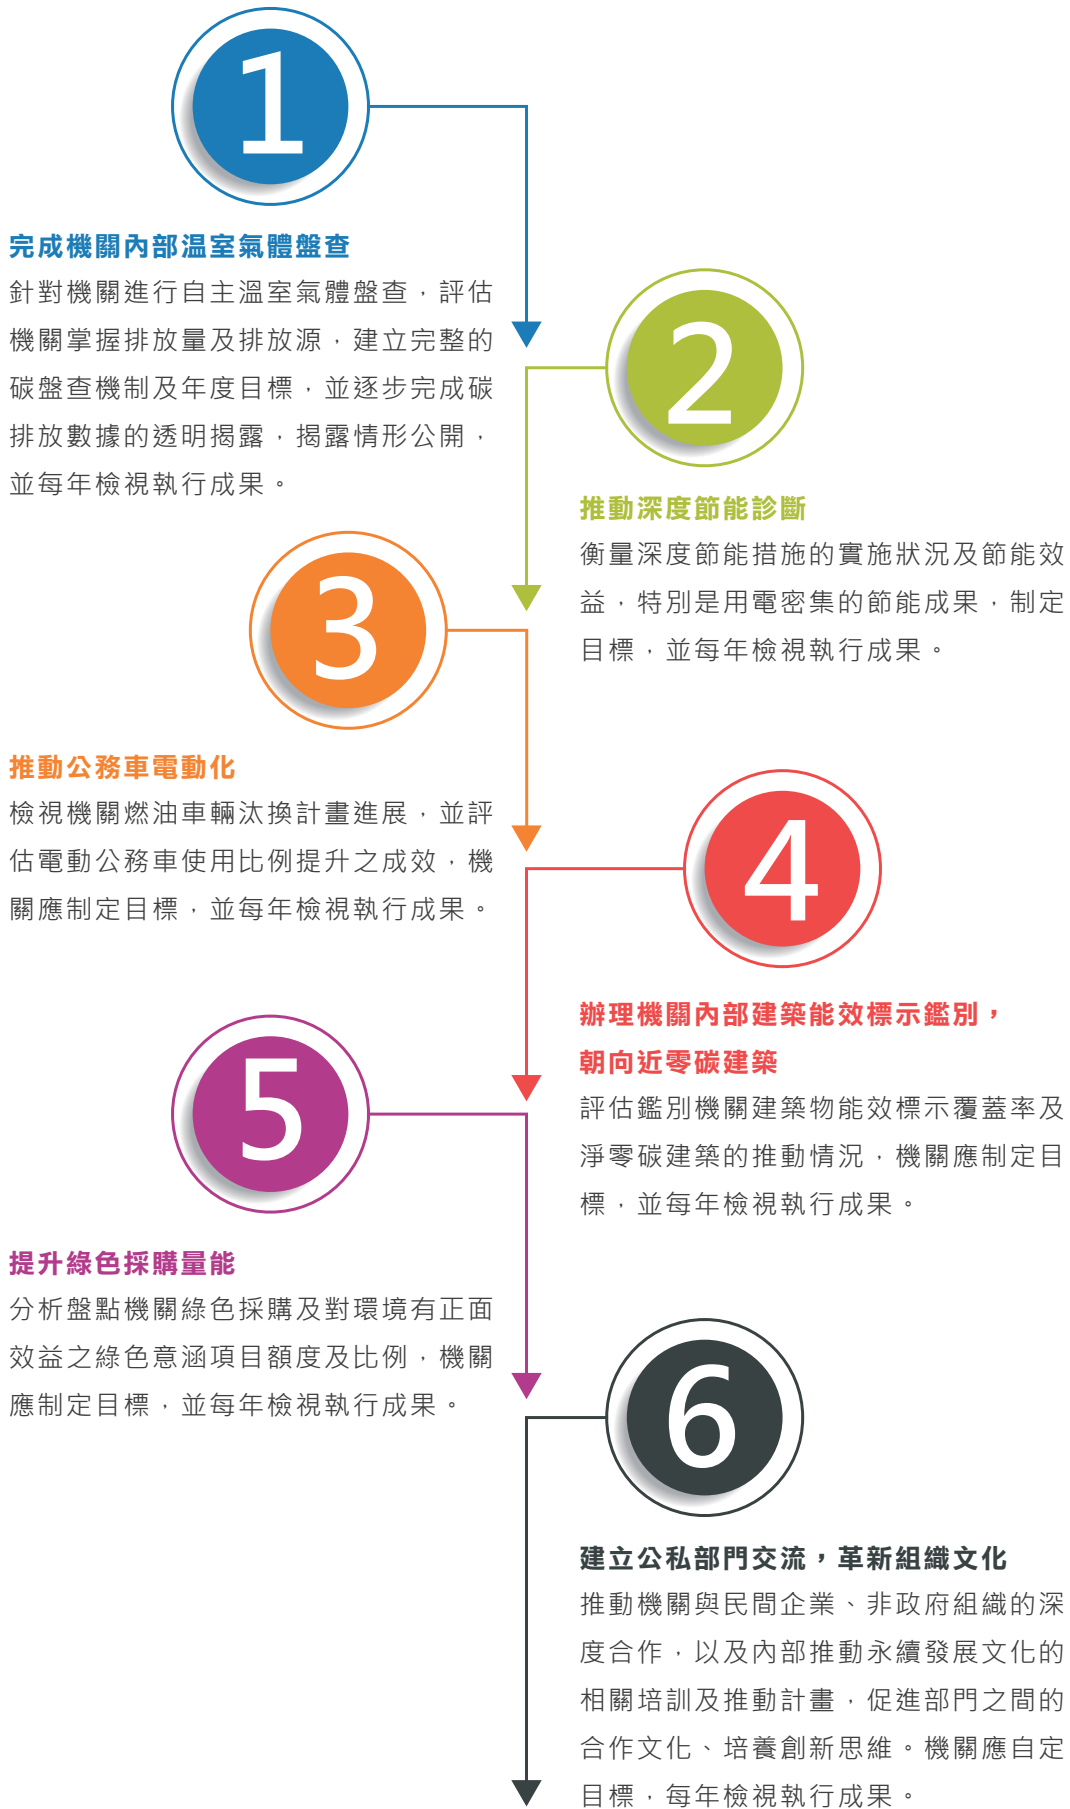 1
完成機關內部溫室氣體盤查
針對機關進行自主溫室氣體盤查，評估
機關掌握排放量及排放源，建立完整的
碳盤查機制及年度目標，並逐步完成碳
排放數據的透明揭露，揭露情形公開，
並每年檢視執行成果。
2
推動深度節能診斷
衡量深度節能措施的實施狀況及節能效
益，特別是用電密集的節能成果，制定
目標，並每年檢視執行成果。
3
推動公務車電動化
檢視機關燃油車輛汰換計畫進展，並評
估電動公務車使用比例提升之成效，機
關應制定目標，並每年檢視執行成果。
4
辦理機關內部建築能效標示鑑別，
朝向近零碳建築
評估鑑別機關建築物能效標示覆蓋率及
淨零碳建築的推動情況，機關應制定目
標，並每年檢視執行成果。
5
提升綠色採購量能
分析盤點機關綠色採購及對環境有正面
效益之綠色意涵項目額度及比例，機關
應制定目標，並每年檢視執行成果。
6
建立公私部門交流，革新組織文化
推動機關與民間企業、非政府組織的深
度合作，以及內部推動永續發展文化的
相關培訓及推動計畫，促進部門之間的
合作文化、培養創新思維。機關應自定
目標，每年檢視執行成果。